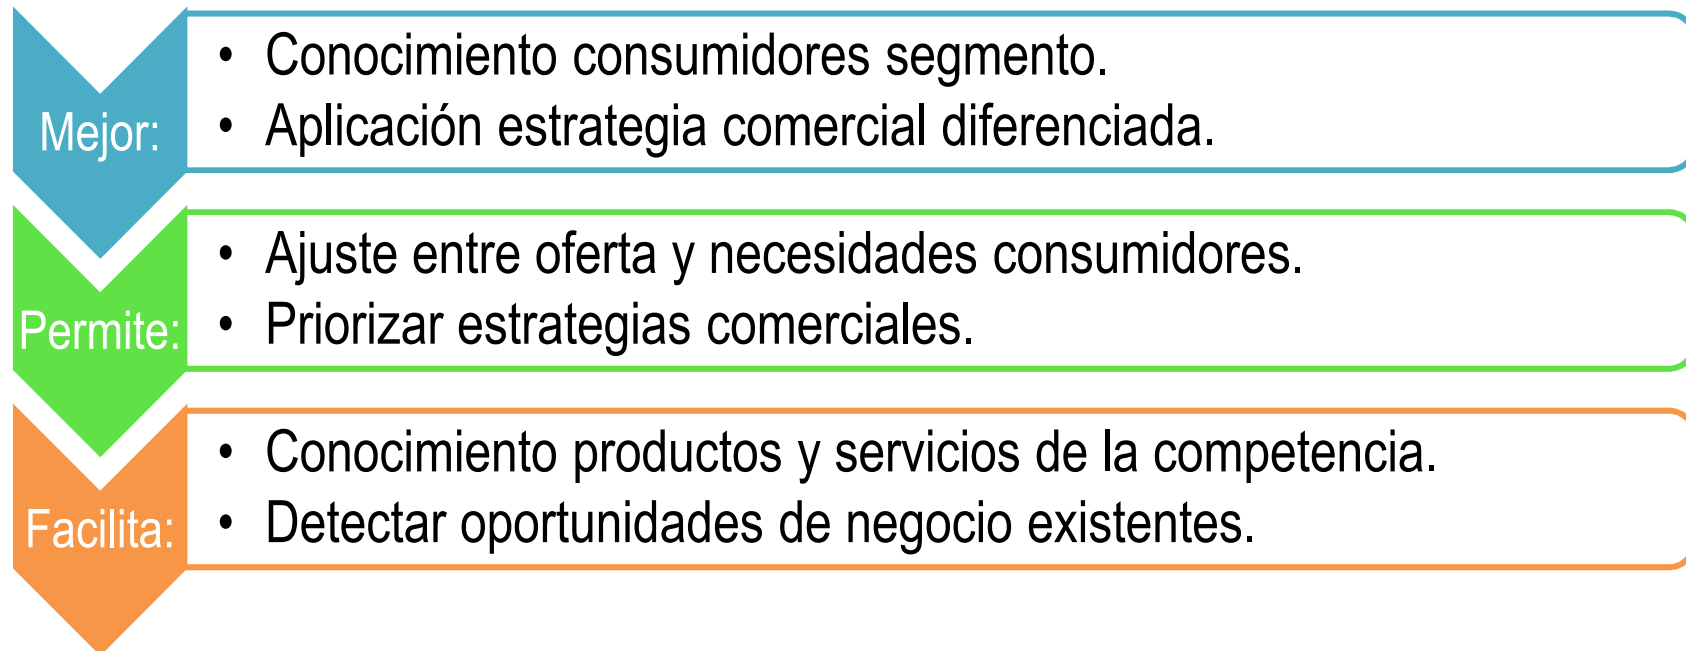 Mejor:
• Conocimiento consumidores segmento.
• Aplicación estrategia comercial diferenciada.
Permite:
• Ajuste entre oferta y necesidades consumidores.
• Priorizar estrategias comerciales.
Facilita:
• Conocimiento productos y servicios de la competencia.
• Detectar oportunidades de negocio existentes.